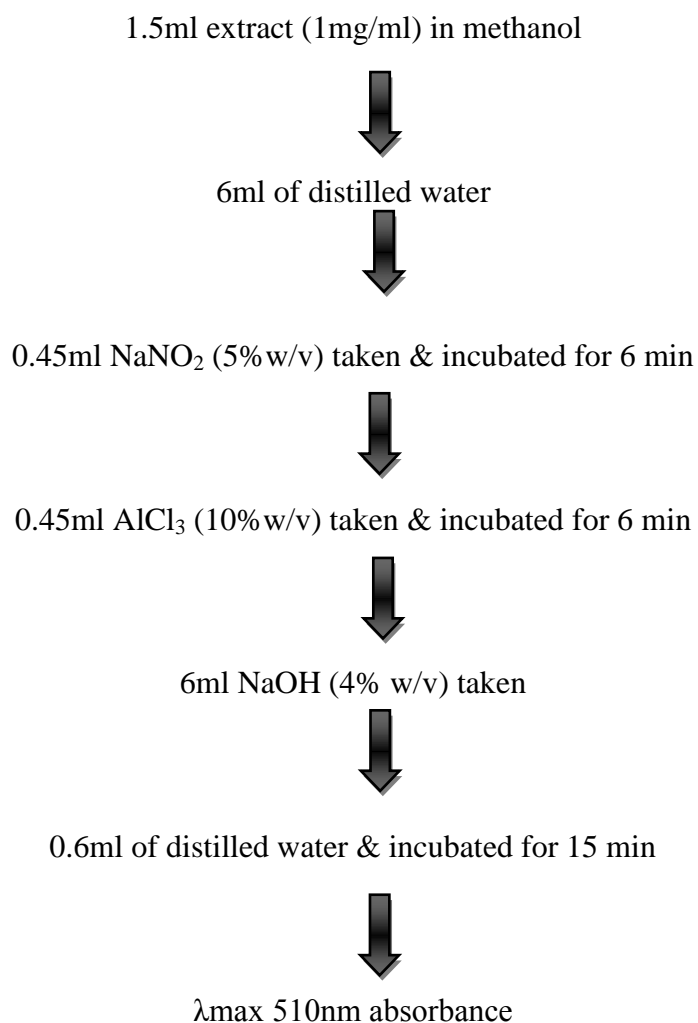 1.5ml extract (1mg/ml) in methanol
6ml of distilled water
0.45ml NaNO₂ (5%w/v) taken & incubated for 6 min
0.45ml AlCl₃ (10%w/v) taken & incubated for 6 min
6ml NaOH (4% w/v) taken
0.6ml of distilled water & incubated for 15 min
λmax 510nm absorbance